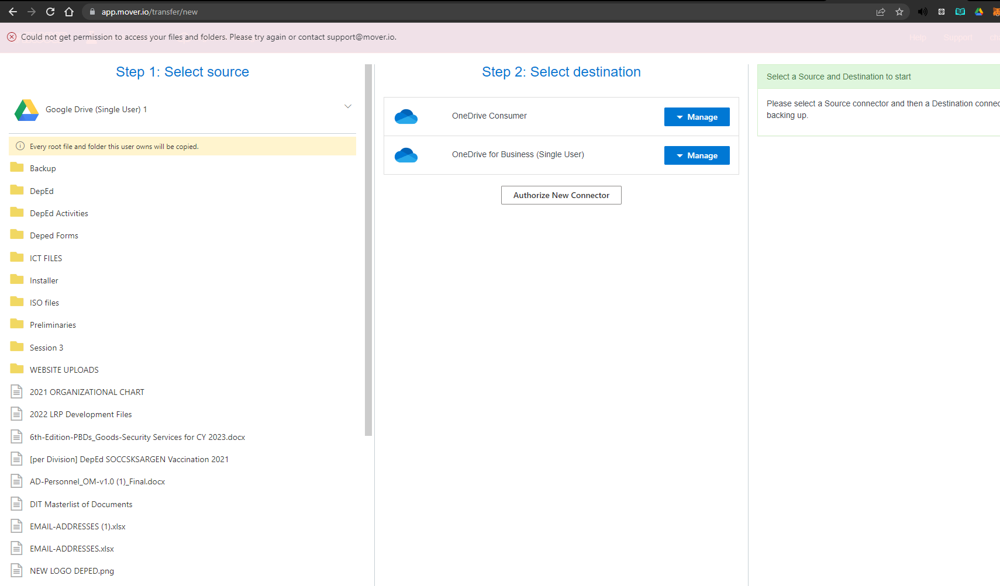 app.mover.io/transfer/new
Could not get permission to access your files and folders. Please try again or contact support@mover.io.
Help Support
Step 1: Select source
Google Drive (Single User) 1
Every root file and folder this user owns will be copied.
Backup
DepEd
DepEd Activities
Deped Forms
ICT FILES
Installer
ISO files
Preliminaries
Session 3
WEBSITE UPLOADS
2021 ORGANIZATIONAL CHART
2022 LRP Development Files
6th-Edition-PBDs_Goods-Security Services for CY 2023.docx
[per Division] DepEd SOCCSKSARGEN Vaccination 2021
AD-Personnel_OM-v1.0 (1)_Final.docx
DIT Masterlist of Documents
EMAIL-ADDRESSES (1).xlsx
EMAIL-ADDRESSES.xlsx
NEW LOGO DEPED.png
Step 2: Select destination
OneDrive Consumer
Manage
OneDrive for Business (Single User)
Manage
Authorize New Connector
Select a Source and Destination to start
Please select a Source connector and then a Destination connec
backing up.